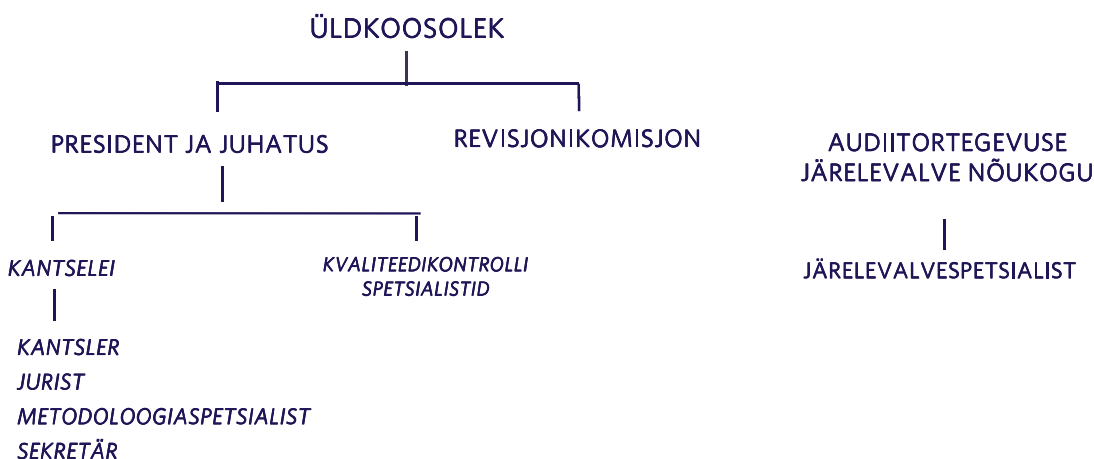 ÜLDKOOSOLEK
PRESIDENT JA JUHATUS
REVISJONIKOMISJON
AUDIITORTEGEVUSE
JÄRELEVALVE NÕUKOGU
KANTSELEI
KVALITEEDIKONTROLLI
SPETSIALISTID
JÄRELEVALVESPETSIALIST
KANTSLER
JURIST
METODOLOOGIASPETSIALIST
SEKRETÄR